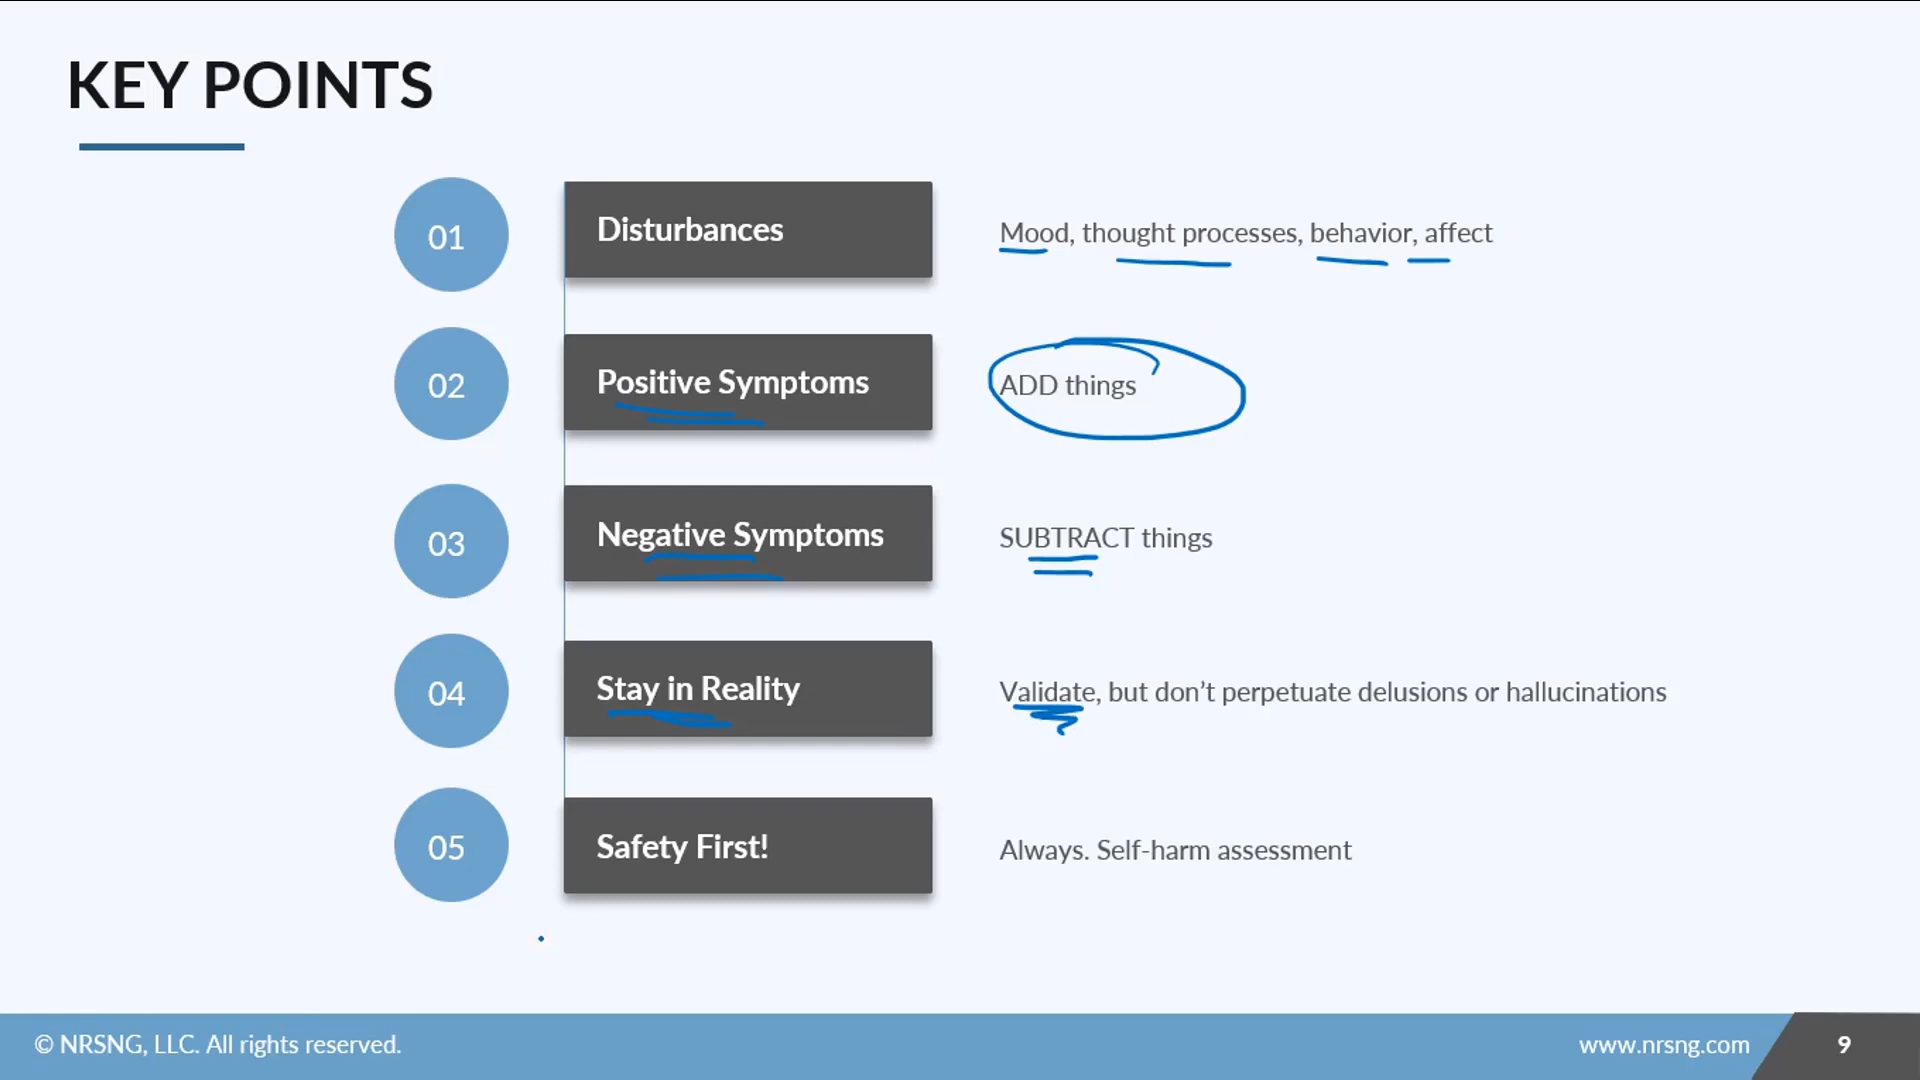 KEY POINTS
01
Disturbances
Mood, thought processes, behavior, affect
02
Positive Symptoms
ADD things
03
Negative Symptoms
SUBTRACT things
04
Stay in Reality
Validate, but don’t perpetuate delusions or hallucinations
05
Safety First!
Always. Self-harm assessment
© NRSNG, LLC. All rights reserved.
www.nrsng.com
9